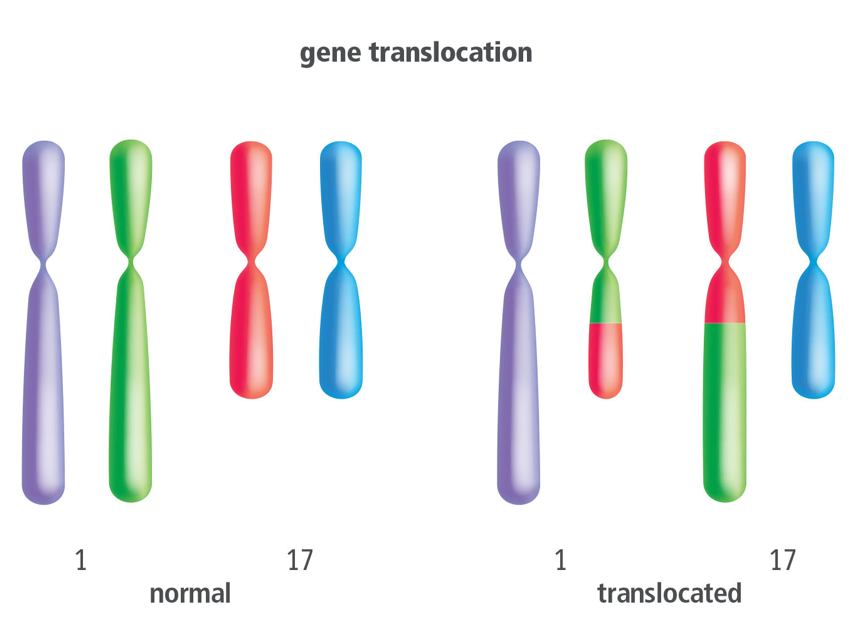 gene translocation
1
17
1
17
normal
translocated